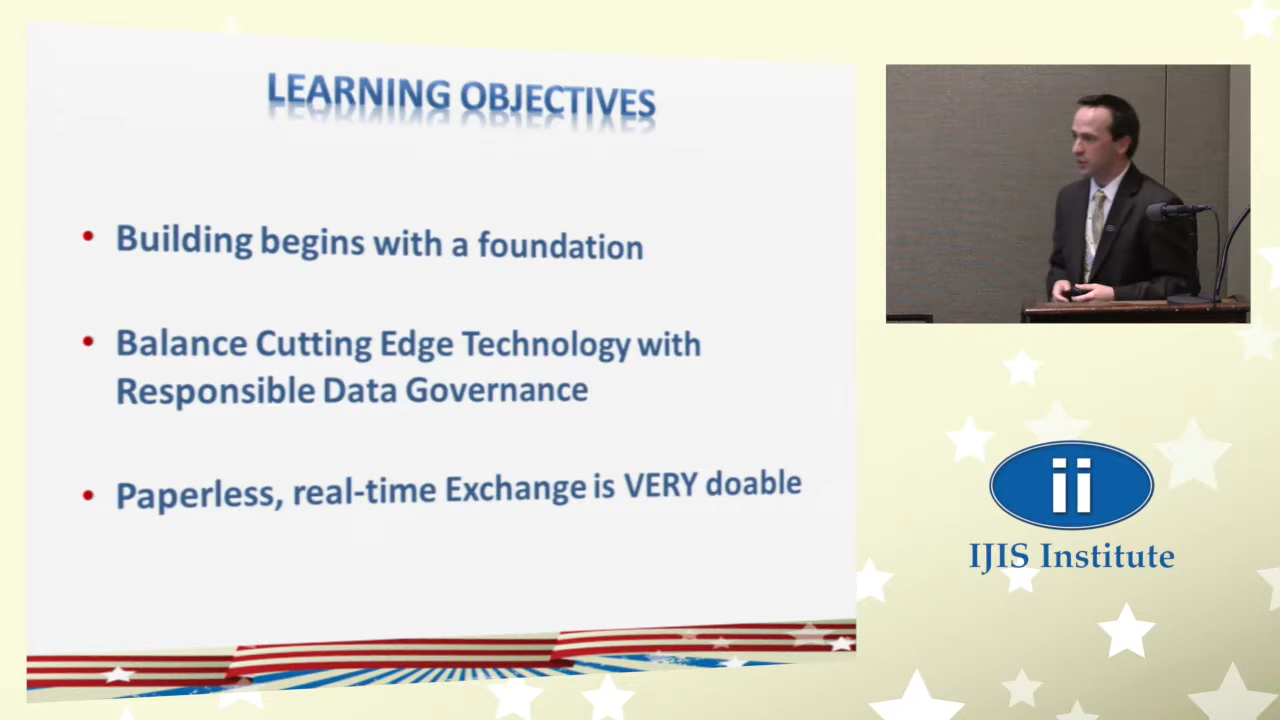 LEARNING OBJECTIVES
• Building begins with a foundation
• Balance Cutting Edge Technology with
Responsible Data Governance
• Paperless, real-time Exchange is VERY doable
ii
IJIS Institute